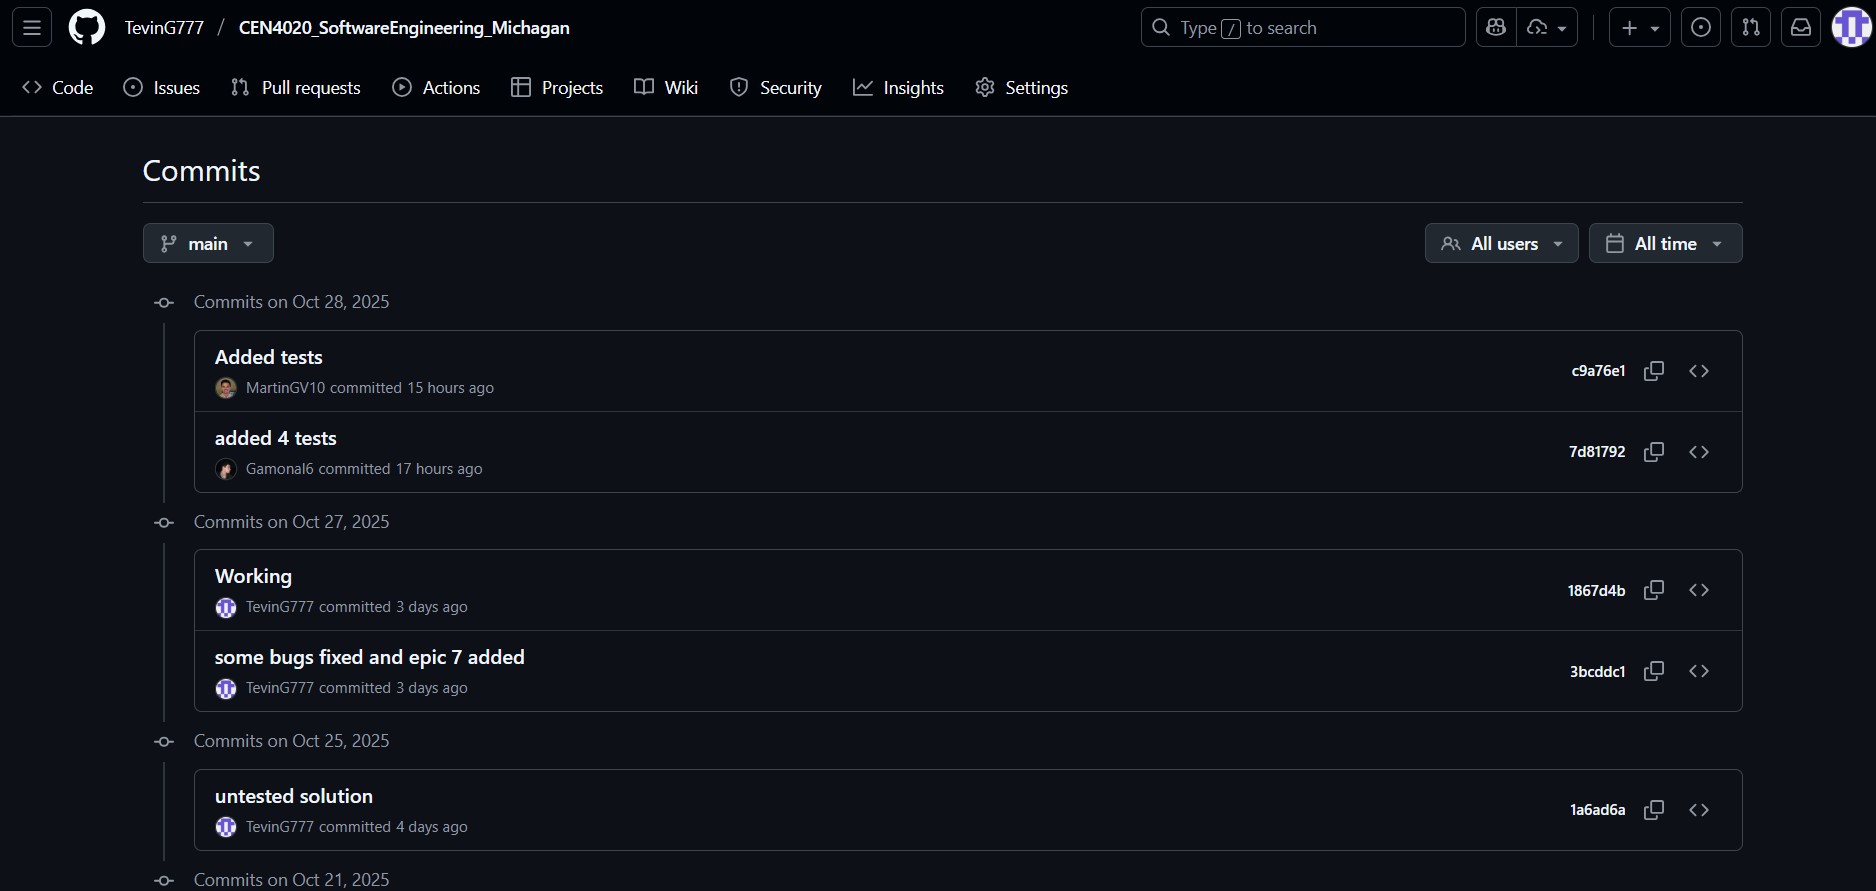 TevinG777 / CEN4020_SoftwareEngineering_Michagan
Type / to search
Code Issues Pull requests Actions Projects Wiki Security Insights Settings
Commits
main
All users All time
Commits on Oct 28, 2025
Added tests
MartinGV10 committed 15 hours ago
c9a76e1
added 4 tests
Gamonal6 committed 17 hours ago
7d81792
Commits on Oct 27, 2025
Working
TevinG777 committed 3 days ago
1867d4b
some bugs fixed and epic 7 added
TevinG777 committed 3 days ago
3bcddc1
Commits on Oct 25, 2025
untested solution
TevinG777 committed 4 days ago
1a6ad6a
Commits on Oct 21, 2025